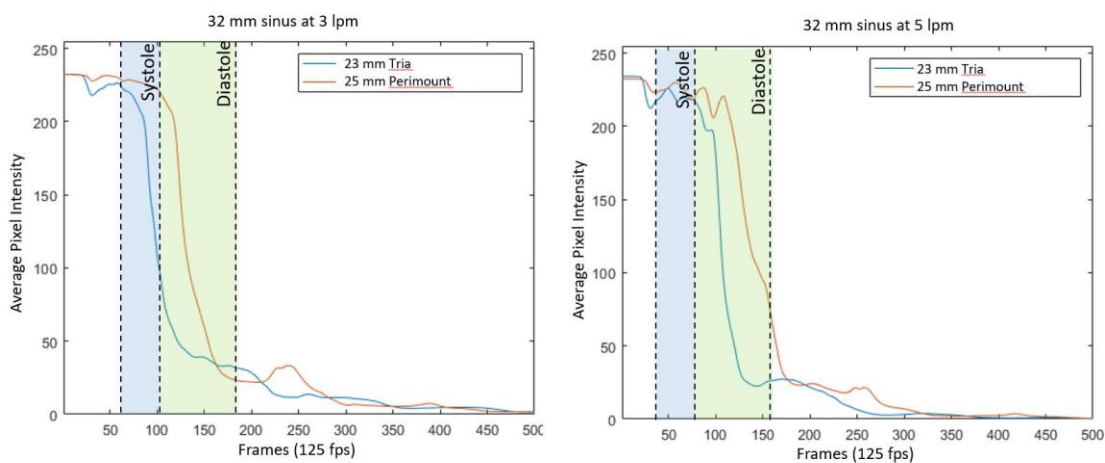 32 mm sinus at 3 lpm
250
200
150
100
50
0
Average Pixel Intensity
Systole
Diastole
23 mm Tria
25 mm Perimount
50 100 150 200 250 300 350 400 450 500
Frames (125 fps)
32 mm sinus at 5 lpm
250
200
150
100
50
0
Average Pixel Intensity
Systole
Diastole
23 mm Tria
25 mm Perimount
50 100 150 200 250 300 350 400 450 500
Frames (125 fps)